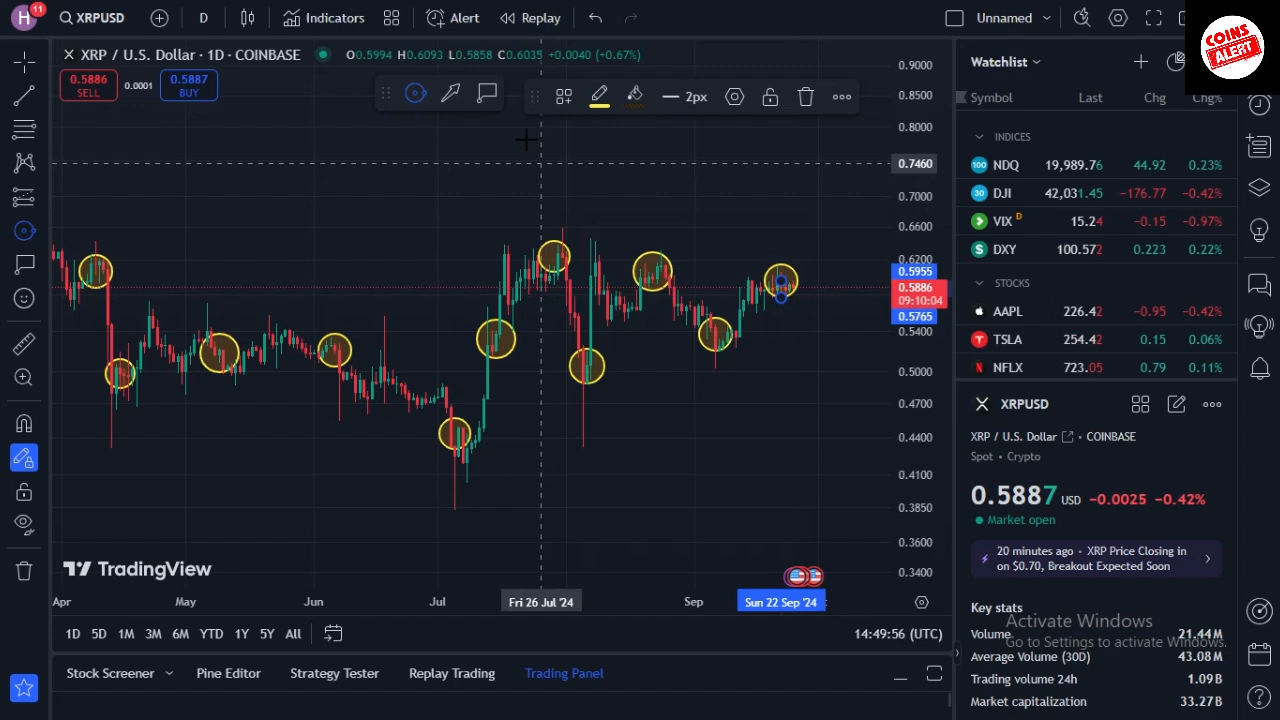 H 11 XRPUSD D Indicators Alert Replay Unnamed
COINS ALERT
XRP / U.S. Dollar · 1D · COINBASE O0.5994 H0.6093 L0.5858 C0.6035 +0.0040 (+0.67%)
0.5886 SELL 0.0001 0.5887 BUY
2px
0.9000
0.8500
0.8000
0.7460
0.7000
0.6600
0.6200
0.5955
0.5886
09:10:04
0.5765
0.5400
0.5000
0.4700
0.4400
0.4100
0.3850
0.3600
0.3400
TradingView
Apr May Jun Jul Fri 26 Jul '24 Sep Sun 22 Sep '24
1D 5D 1M 3M 6M YTD 1Y 5Y All 14:49:56 (UTC)
Stock Screener Pine Editor Strategy Tester Replay Trading Trading Panel
Watchlist
Symbol Last Chg Chg%
INDICES
100 NDQ 19,989.76 44.92 0.23%
30 DJI 42,031.45 −176.77 −0.42%
VIX D 15.24 −0.15 −0.97%
$ DXY 100.572 0.223 0.22%
STOCKS
AAPL 226.42 −0.95 −0.42%
TSLA 254.42 0.15 0.06%
NFLX 723.05 0.79 0.11%
XRPUSD
XRP / U.S. Dollar • COINBASE
Spot • Crypto
0.5887 USD −0.0025 −0.42%
Market open
20 minutes ago • XRP Price Closing in
on $0.70, Breakout Expected Soon
Key stats
Activate Windows
Volume 21.44M
Go to Settings to activate Windows.
Average Volume (30D) 43.08M
Trading volume 24h 1.09B
Market capitalization 33.27B